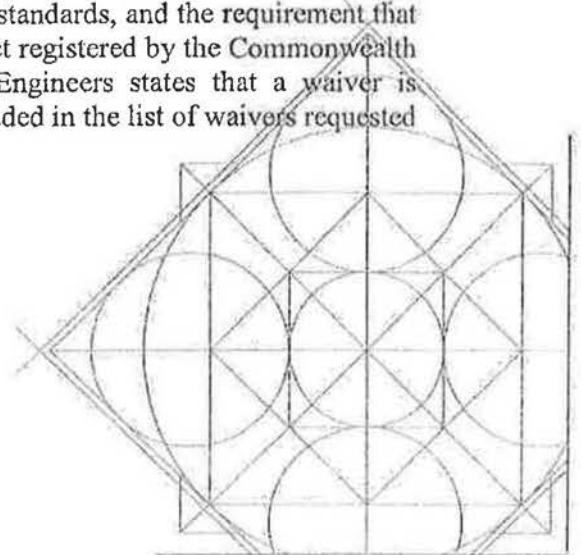 standards, and the requirement that
ct registered by the Commonwealth
Engineers states that a waiver is
ded in the list of waivers requested